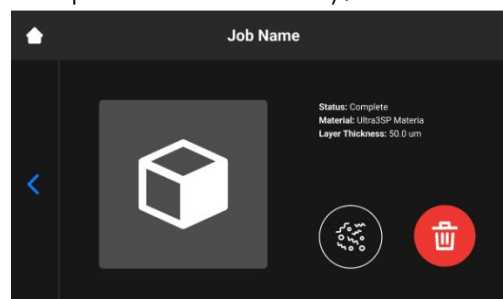 Job Name
Status: Complete
Material: Ultra3SP Materia
Layer Thickness: 50.0 um